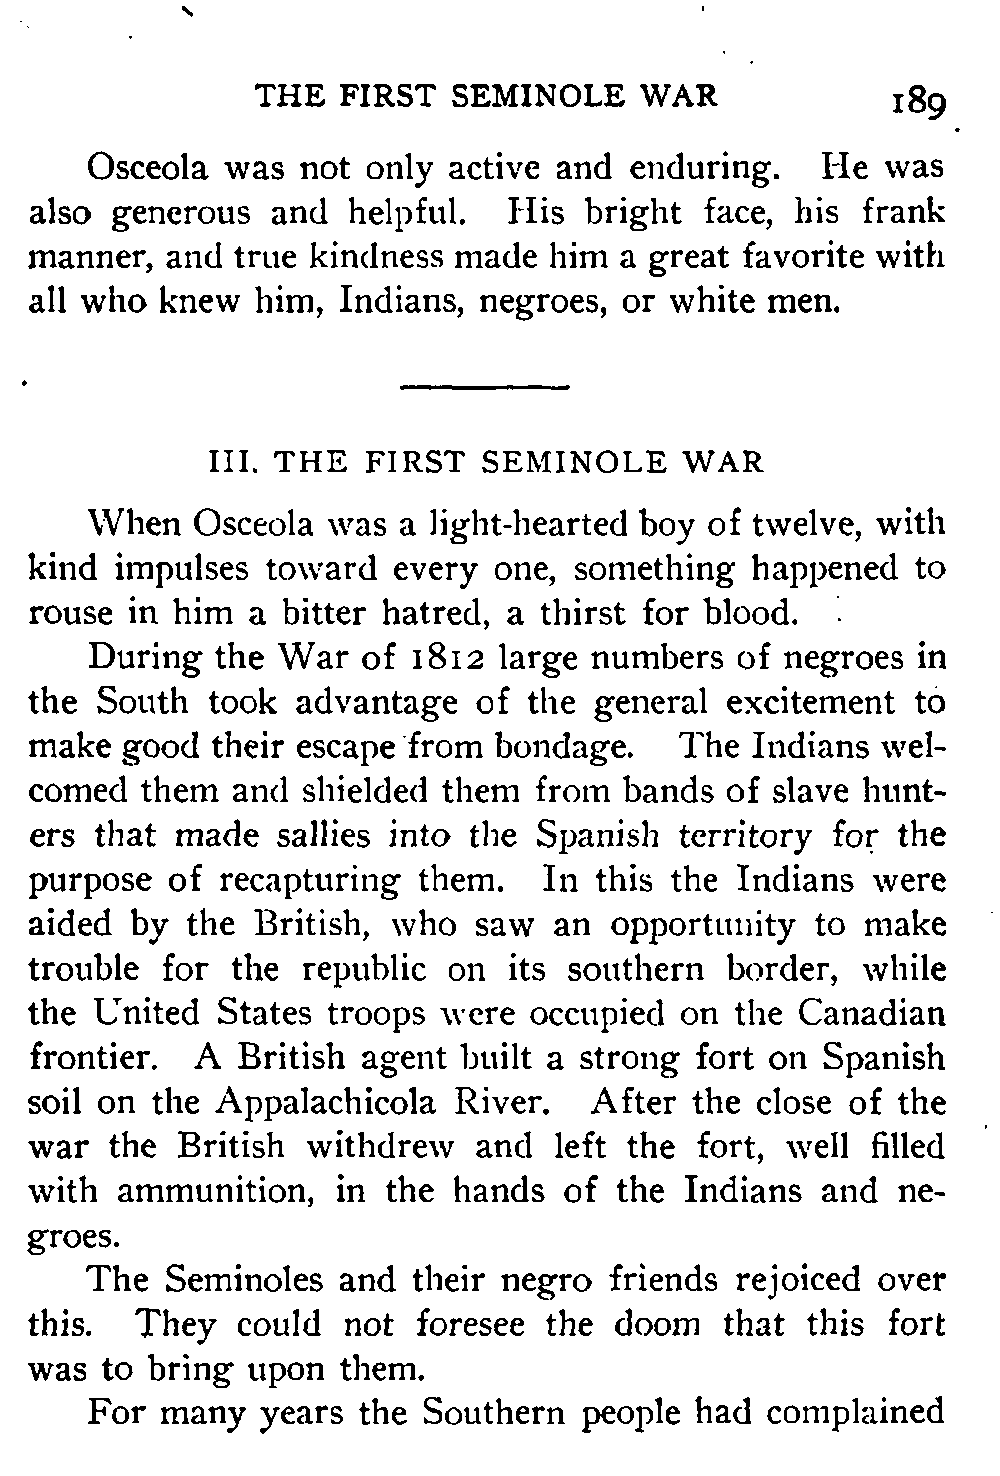 THE FIRST SEMINOLE WAR 189
Osceola was not only active and enduring. He was
also generous and helpful. His bright face, his frank
manner, and true kindness made him a great favorite with
all who knew him, Indians, negroes, or white men.
III. THE FIRST SEMINOLE WAR
When Osceola was a light-hearted boy of twelve, with
kind impulses toward every one, something happened to
rouse in him a bitter hatred, a thirst for blood.
During the War of 1812 large numbers of negroes in
the South took advantage of the general excitement to
make good their escape from bondage. The Indians wel-
comed them and shielded them from bands of slave hunt-
ers that made sallies into the Spanish territory for the
purpose of recapturing them. In this the Indians were
aided by the British, who saw an opportunity to make
trouble for the republic on its southern border, while
the United States troops were occupied on the Canadian
frontier. A British agent built a strong fort on Spanish
soil on the Appalachicola River. After the close of the
war the British withdrew and left the fort, well filled
with ammunition, in the hands of the Indians and ne-
groes.
The Seminoles and their negro friends rejoiced over
this. They could not foresee the doom that this fort
was to bring upon them.
For many years the Southern people had complained